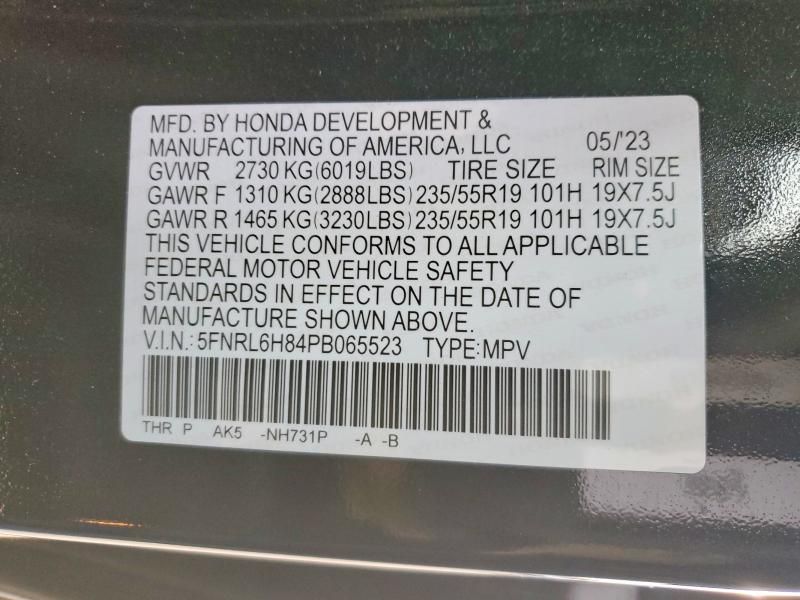 MFD. BY HONDA DEVELOPMENT &
MANUFACTURING OF AMERICA, LLC 05/'23
GVWR 2730 KG(6019LBS) TIRE SIZE RIM SIZE
GAWR F 1310 KG(2888LBS) 235/55R19 101H 19X7.5J
GAWR R 1465 KG(3230LBS) 235/55R19 101H 19X7.5J
THIS VEHICLE CONFORMS TO ALL APPLICABLE
FEDERAL MOTOR VEHICLE SAFETY
STANDARDS IN EFFECT ON THE DATE OF
MANUFACTURE SHOWN ABOVE.
V.I.N.: 5FNRL6H84PB065523 TYPE:MPV
THR P AK5 -NH731P -A -B